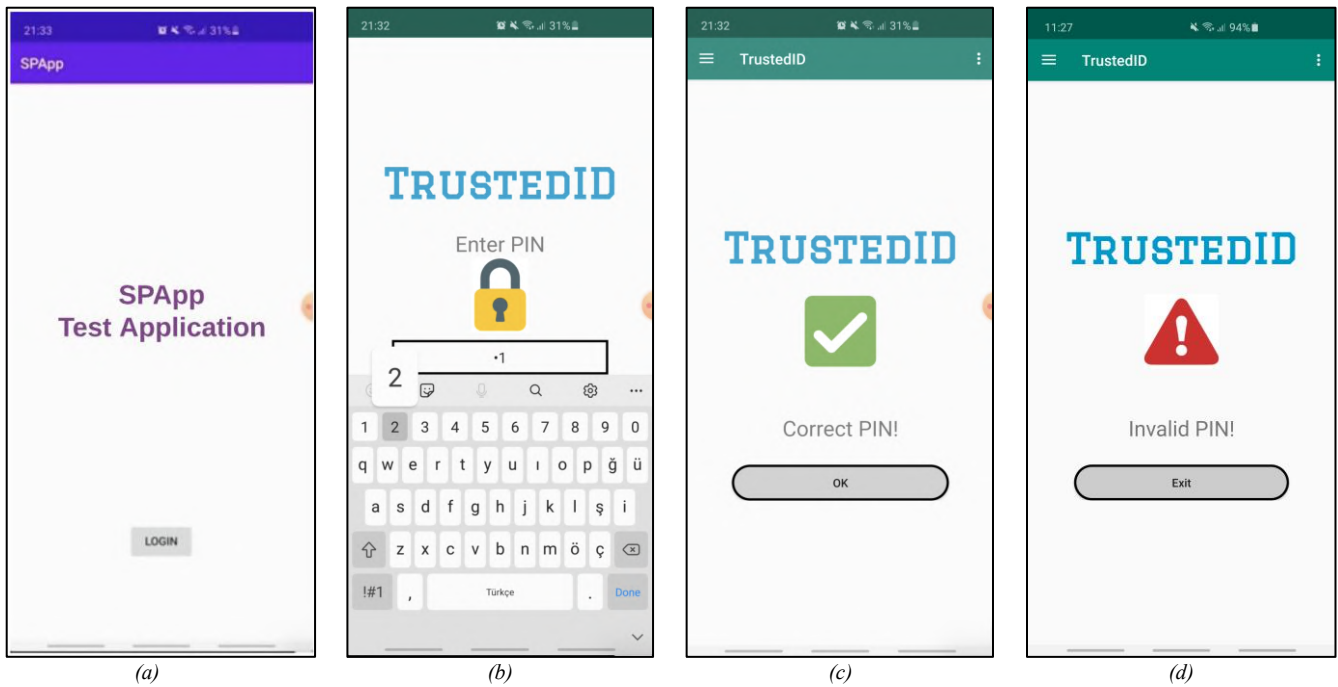 21:33 31%
SPApp
SPApp
Test Application
LOGIN
(a)
21:32 31%
TRUSTEDID
Enter PIN
•1
2
1 2 3 4 5 6 7 8 9 0
q w e r t y u ı o p ğ ü
a s d f g h j k l ş i
z x c v b n m ö ç
!#1 , Türkçe . Done
(b)
21:32 31%
TrustedID
TRUSTEDID
Correct PIN!
OK
(c)
11:27 94%
TrustedID
TRUSTEDID
Invalid PIN!
Exit
(d)